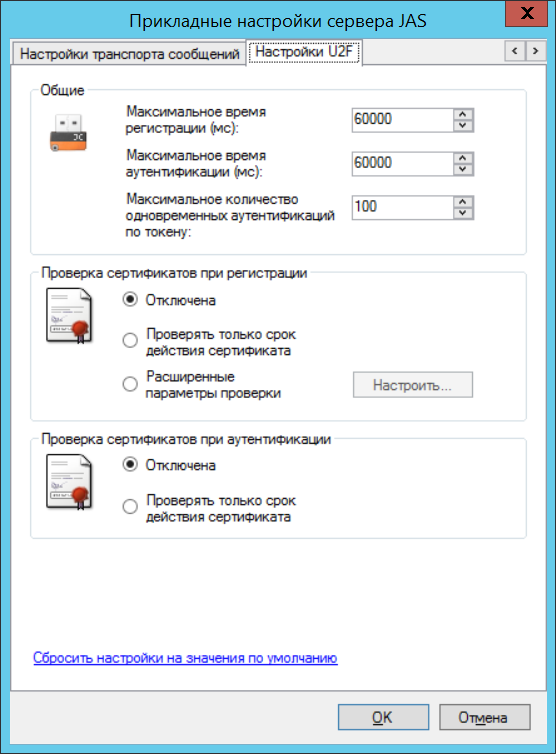 Прикладные настройки сервера JAS
X
Настройки транспорта сообщений
Настройки U2F
Общие
JC
Максимальное время
регистрации (мс):
60000
Максимальное время
аутентификации (мс):
60000
Максимальное количество
одновременных аутентификаций
по токену:
100
Проверка сертификатов при регистрации
Отключена
Проверять только срок
действия сертификата
Расширенные
параметры проверки
Настроить...
Проверка сертификатов при аутентификации
Отключена
Проверять только срок
действия сертификата
Сбросить настройки на значения по умолчанию
OK
Отмена